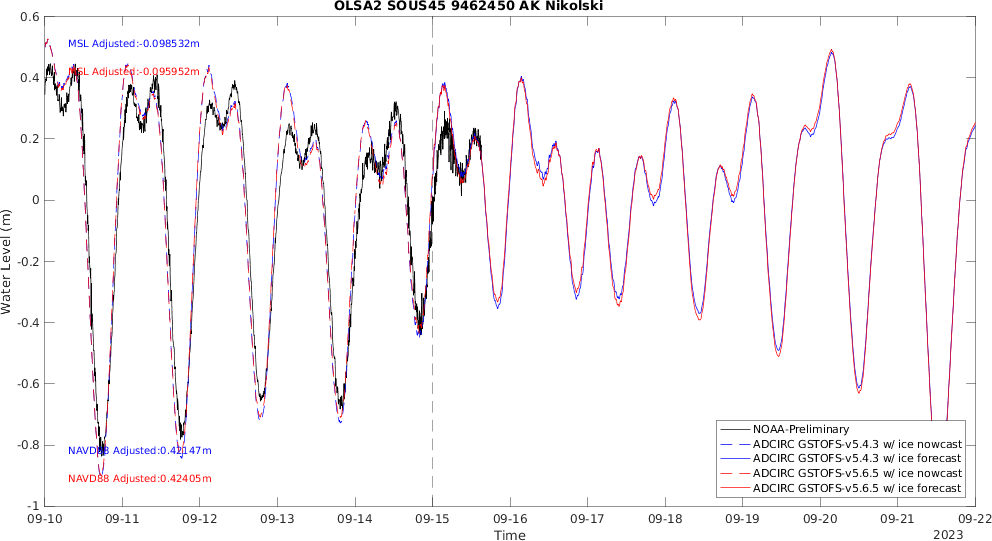 OLSA2 SOUS45 9462450 AK Nikolski
MSL Adjusted:-0.098532m
MSL Adjusted:-0.095952m
NAVD88 Adjusted:0.42147m
NAVD88 Adjusted:0.42405m
Water Level (m)
0.6
0.4
0.2
0
-0.2
-0.4
-0.6
-0.8
-1
NOAA-Preliminary
ADCIRC GSTOFS-v5.4.3 w/ ice nowcast
ADCIRC GSTOFS-v5.4.3 w/ ice forecast
ADCIRC GSTOFS-v5.6.5 w/ ice nowcast
ADCIRC GSTOFS-v5.6.5 w/ ice forecast
09-10 09-11 09-12 09-13 09-14 09-15 09-16 09-17 09-18 09-19 09-20 09-21 09-22
Time
2023